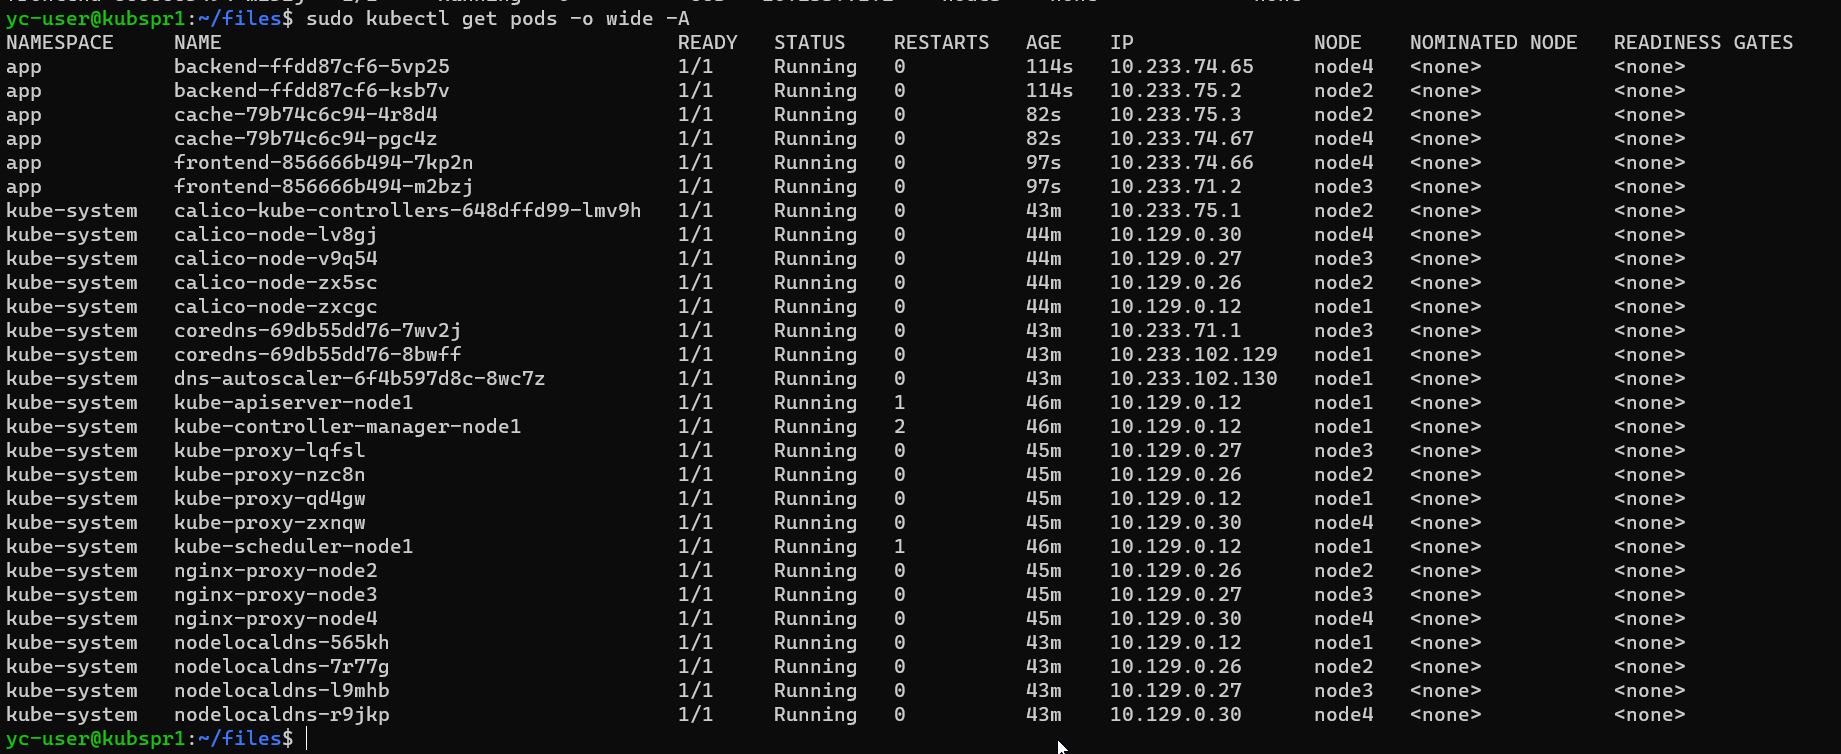 yc-user@kubspr1:~/files$ sudo kubectl get pods -o wide -A
NAMESPACE NAME READY STATUS RESTARTS AGE IP NODE NOMINATED NODE READINESS GATES
app backend-ffdd87cf6-5vp25 1/1 Running 0 114s 10.233.74.65 node4 <none> <none>
app backend-ffdd87cf6-ksb7v 1/1 Running 0 114s 10.233.75.2 node2 <none> <none>
app cache-79b74c6c94-4r8d4 1/1 Running 0 82s 10.233.75.3 node2 <none> <none>
app cache-79b74c6c94-pgc4z 1/1 Running 0 82s 10.233.74.67 node4 <none> <none>
app frontend-856666b494-7kp2n 1/1 Running 0 97s 10.233.74.66 node4 <none> <none>
app frontend-856666b494-m2bzj 1/1 Running 0 97s 10.233.71.2 node3 <none> <none>
kube-system calico-kube-controllers-648dffd99-lmv9h 1/1 Running 0 43m 10.233.75.1 node2 <none> <none>
kube-system calico-node-lv8gj 1/1 Running 0 44m 10.129.0.30 node4 <none> <none>
kube-system calico-node-v9q54 1/1 Running 0 44m 10.129.0.27 node3 <none> <none>
kube-system calico-node-zx5sc 1/1 Running 0 44m 10.129.0.26 node2 <none> <none>
kube-system calico-node-zxcgc 1/1 Running 0 44m 10.129.0.12 node1 <none> <none>
kube-system coredns-69db55dd76-7wv2j 1/1 Running 0 43m 10.233.71.1 node3 <none> <none>
kube-system coredns-69db55dd76-8bwff 1/1 Running 0 43m 10.233.102.129 node1 <none> <none>
kube-system dns-autoscaler-6f4b597d8c-8wc7z 1/1 Running 0 43m 10.233.102.130 node1 <none> <none>
kube-system kube-apiserver-node1 1/1 Running 1 46m 10.129.0.12 node1 <none> <none>
kube-system kube-controller-manager-node1 1/1 Running 2 46m 10.129.0.12 node1 <none> <none>
kube-system kube-proxy-lqfsl 1/1 Running 0 45m 10.129.0.27 node3 <none> <none>
kube-system kube-proxy-nzc8n 1/1 Running 0 45m 10.129.0.26 node2 <none> <none>
kube-system kube-proxy-qd4gw 1/1 Running 0 45m 10.129.0.12 node1 <none> <none>
kube-system kube-proxy-zxnqw 1/1 Running 0 45m 10.129.0.30 node4 <none> <none>
kube-system kube-scheduler-node1 1/1 Running 1 46m 10.129.0.12 node1 <none> <none>
kube-system nginx-proxy-node2 1/1 Running 0 45m 10.129.0.26 node2 <none> <none>
kube-system nginx-proxy-node3 1/1 Running 0 45m 10.129.0.27 node3 <none> <none>
kube-system nginx-proxy-node4 1/1 Running 0 45m 10.129.0.30 node4 <none> <none>
kube-system nodelocaldns-565kh 1/1 Running 0 43m 10.129.0.12 node1 <none> <none>
kube-system nodelocaldns-7r77g 1/1 Running 0 43m 10.129.0.26 node2 <none> <none>
kube-system nodelocaldns-l9mhb 1/1 Running 0 43m 10.129.0.27 node3 <none> <none>
kube-system nodelocaldns-r9jkp 1/1 Running 0 43m 10.129.0.30 node4 <none> <none>
yc-user@kubspr1:~/files$